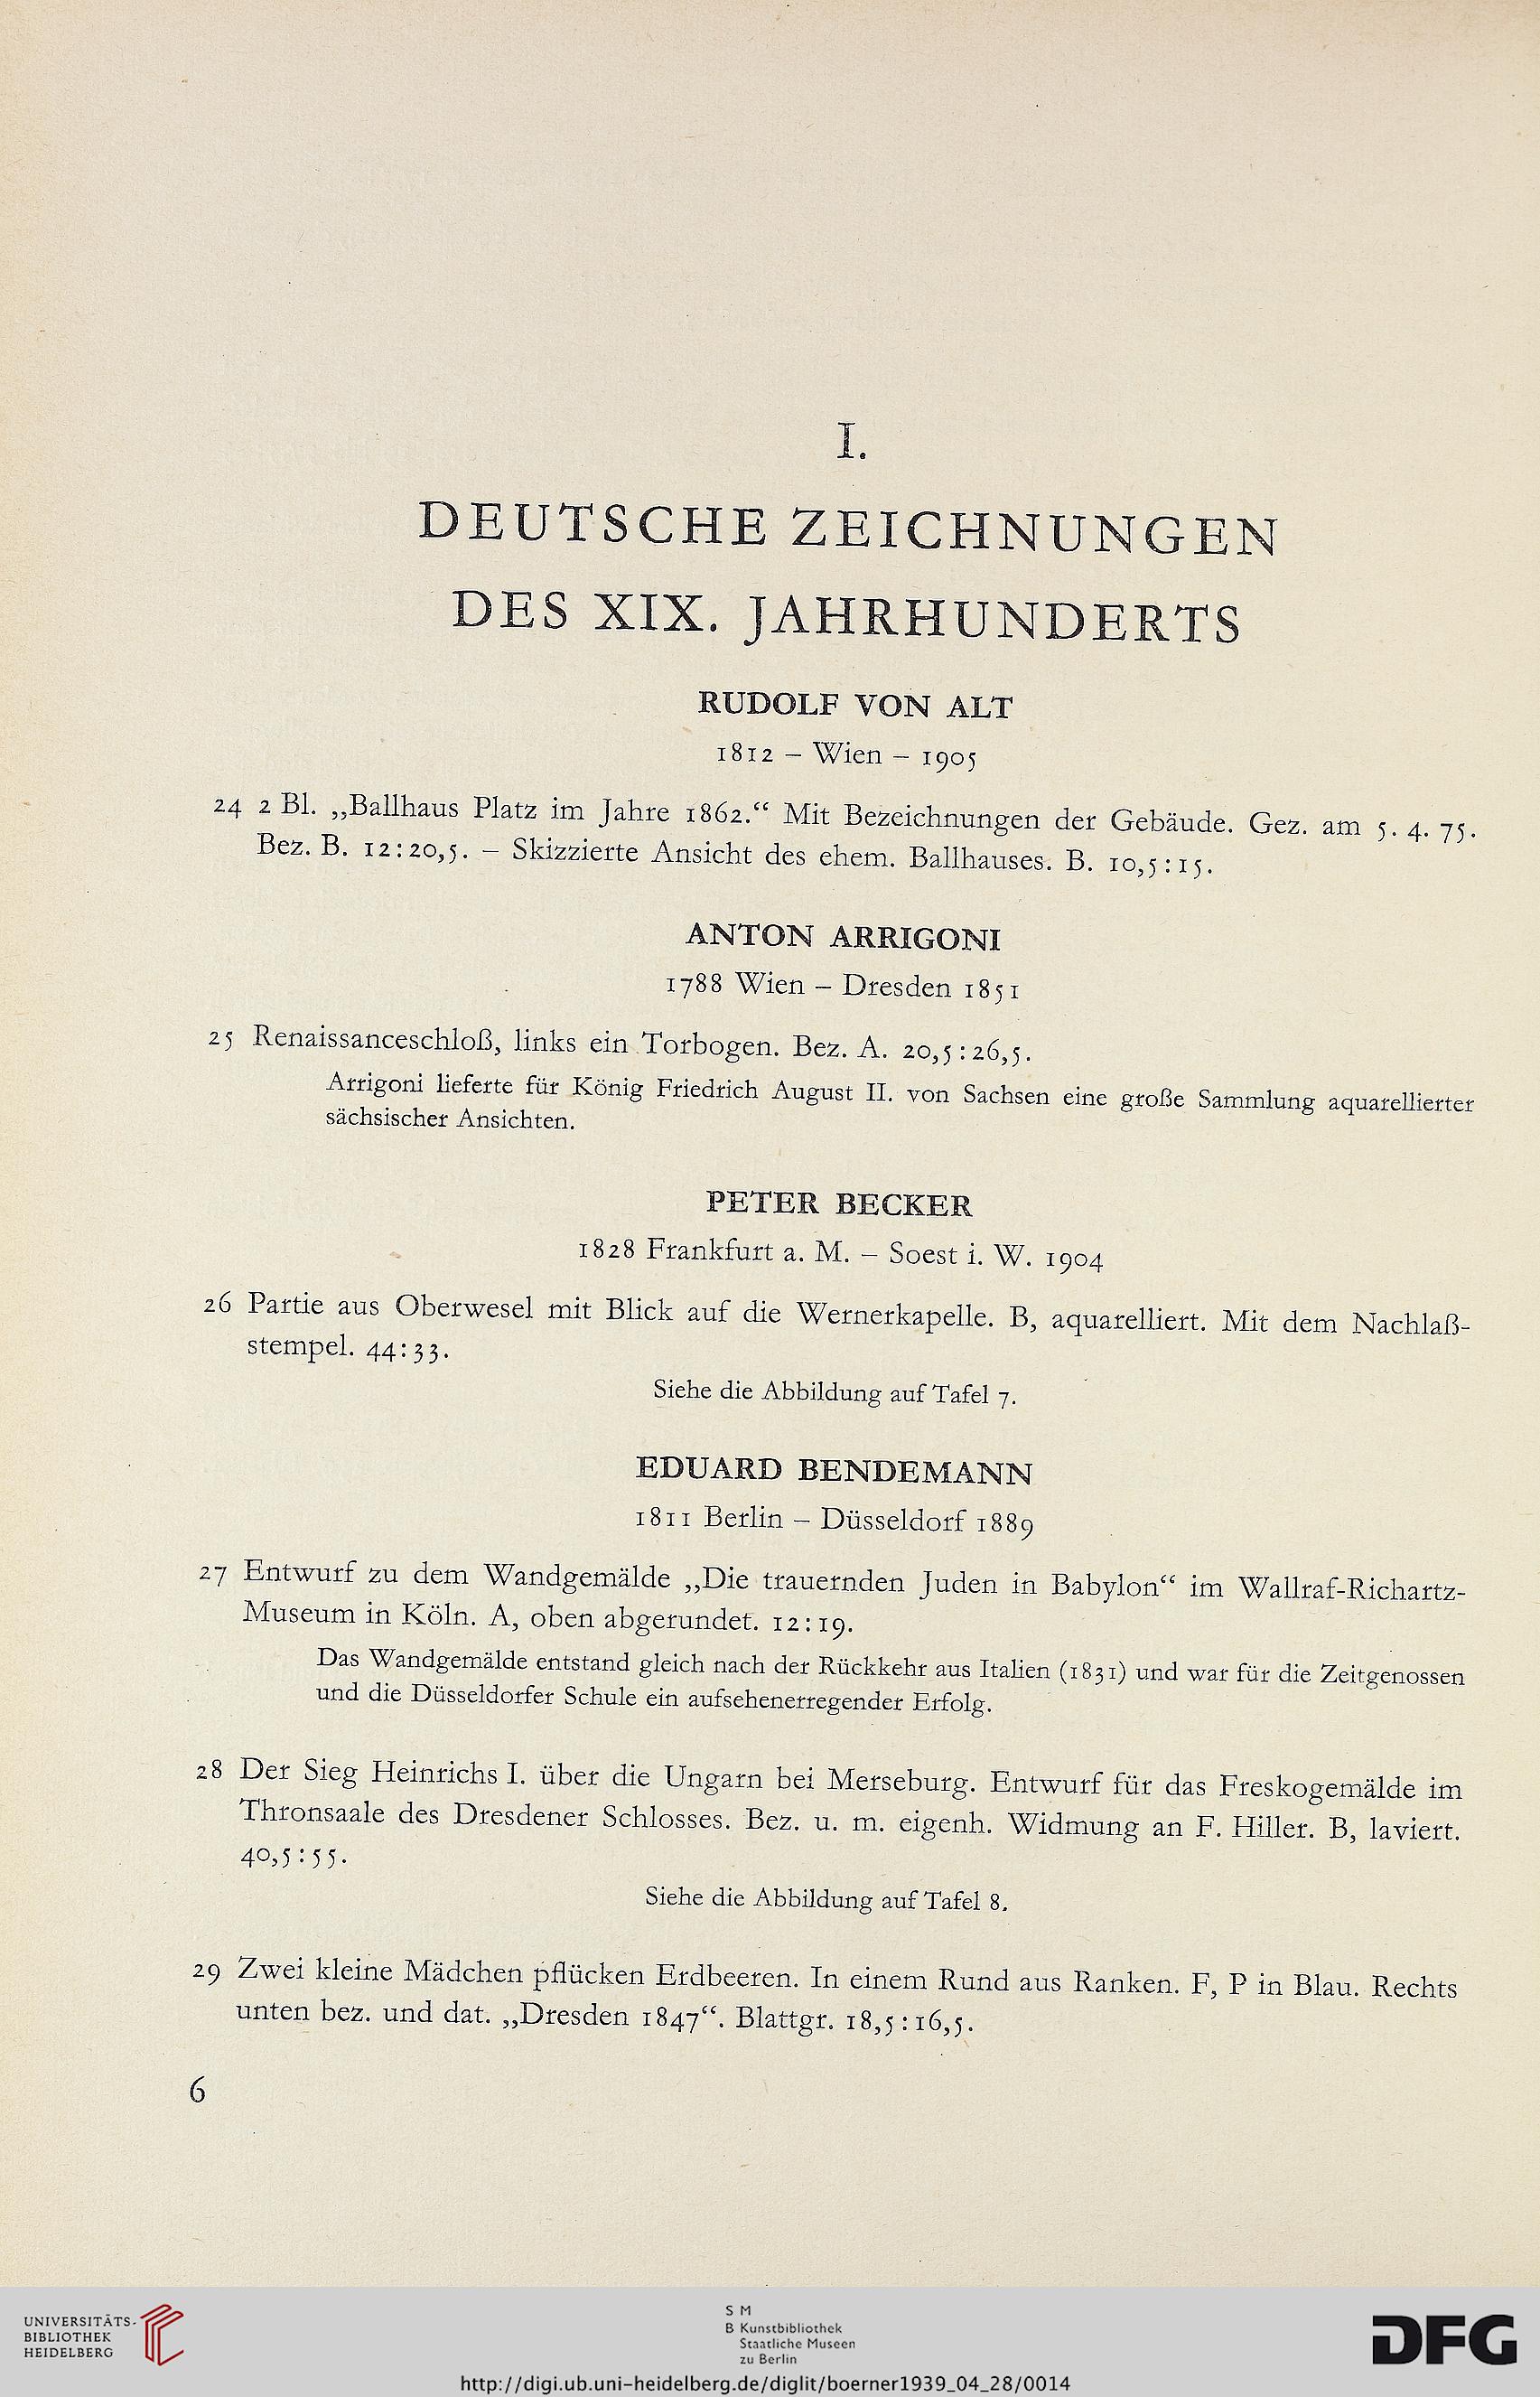 I.
DEUTSCHE ZEICHNUNGEN
DES XIX. JAHRHUNDERTS
RUDOLF VON ALT
1812 – Wien – 1905
24 2 Bl. „Ballhaus Platz im Jahre 1862.“ Mit Bezeichnungen der Gebäude. Gez. am 5. 4. 75.
Bez. B. 12:20,5. – Skizzierte Ansicht des ehem. Ballhauses. B. 10,5:15.
ANTON ARRIGONI
1788 Wien – Dresden 1851
25 Renaissanceschloß, links ein Torbogen. Bez. A. 20,5:26,5.
Arrigoni lieferte für König Friedrich August II. von Sachsen eine große Sammlung aquarellierter
sächsischer Ansichten.
PETER BECKER
1828 Frankfurt a. M. – Soest i. W. 1904
26 Partie aus Oberwesel mit Blick auf die Wernerkapelle. B, aquarelliert. Mit dem Nachlaß-
stempel. 44:33.
Siehe die Abbildung auf Tafel 7.
EDUARD BENDEMANN
1811 Berlin – Düsseldorf 1889
27 Entwurf zu dem Wandgemälde „Die trauernden Juden in Babylon“ im Wallraf-Richartz-
Museum in Köln. A, oben abgerundet. 12:19.
Das Wandgemälde entstand gleich nach der Rückkehr aus Italien (1831) und war für die Zeitgenossen
und die Düsseldorfer Schule ein aufsehenerregender Erfolg.
28 Der Sieg Heinrichs I. über die Ungarn bei Merseburg. Entwurf für das Freskogemälde im
Thronsaale des Dresdener Schlosses. Bez. u. m. eigenh. Widmung an F. Hiller. B, laviert.
40,5:55.
Siehe die Abbildung auf Tafel 8.
29 Zwei kleine Mädchen pflücken Erdbeeren. In einem Rund aus Ranken. F, P in Blau. Rechts
unten bez. und dat. „Dresden 1847“. Blattgr. 18,5:16,5.
6
UNIVERSITÄTS-
BIBLIOTHEK
HEIDELBERG
S M
B Kunstbibliothek
Staatliche Museen
zu Berlin
DFG
http://digi.ub.uni-heidelberg.de/diglit/boerner1939_04_28/0014